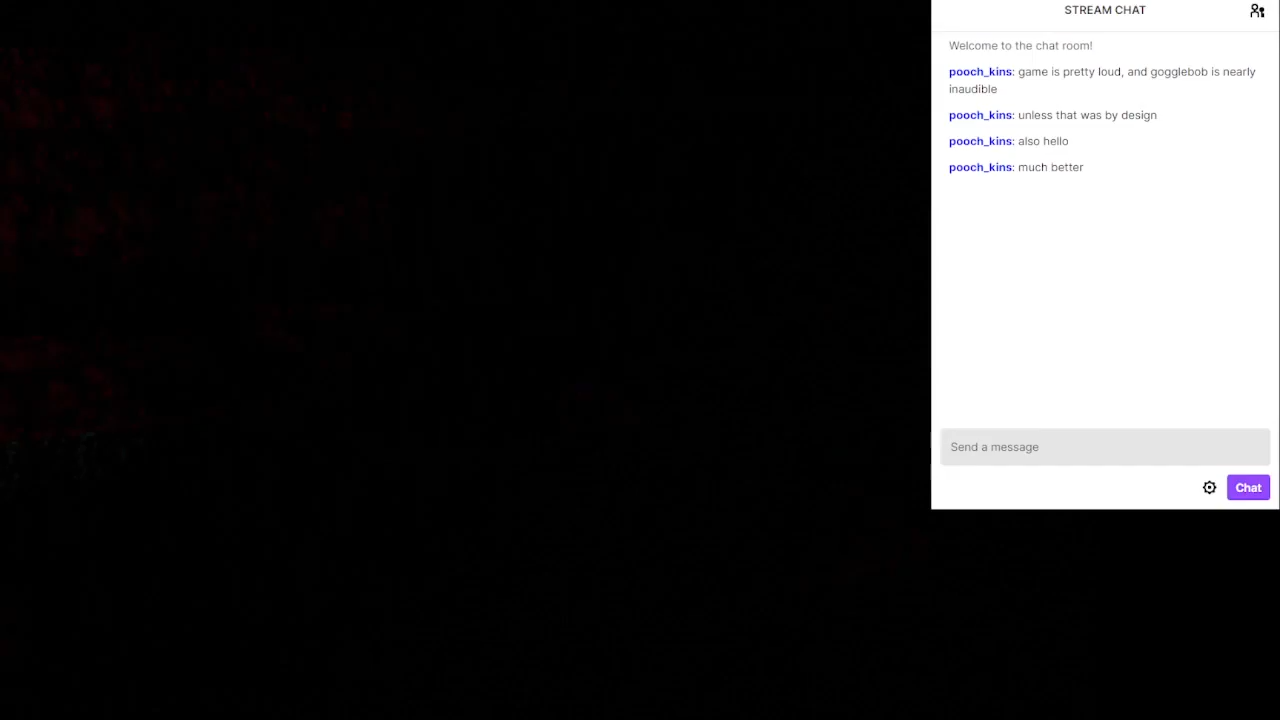 STREAM CHAT
Welcome to the chat room!
pooch_kins: game is pretty loud, and gogglebob is nearly
inaudible
pooch_kins: unless that was by design
pooch_kins: also hello
pooch_kins: much better
Send a message
Chat